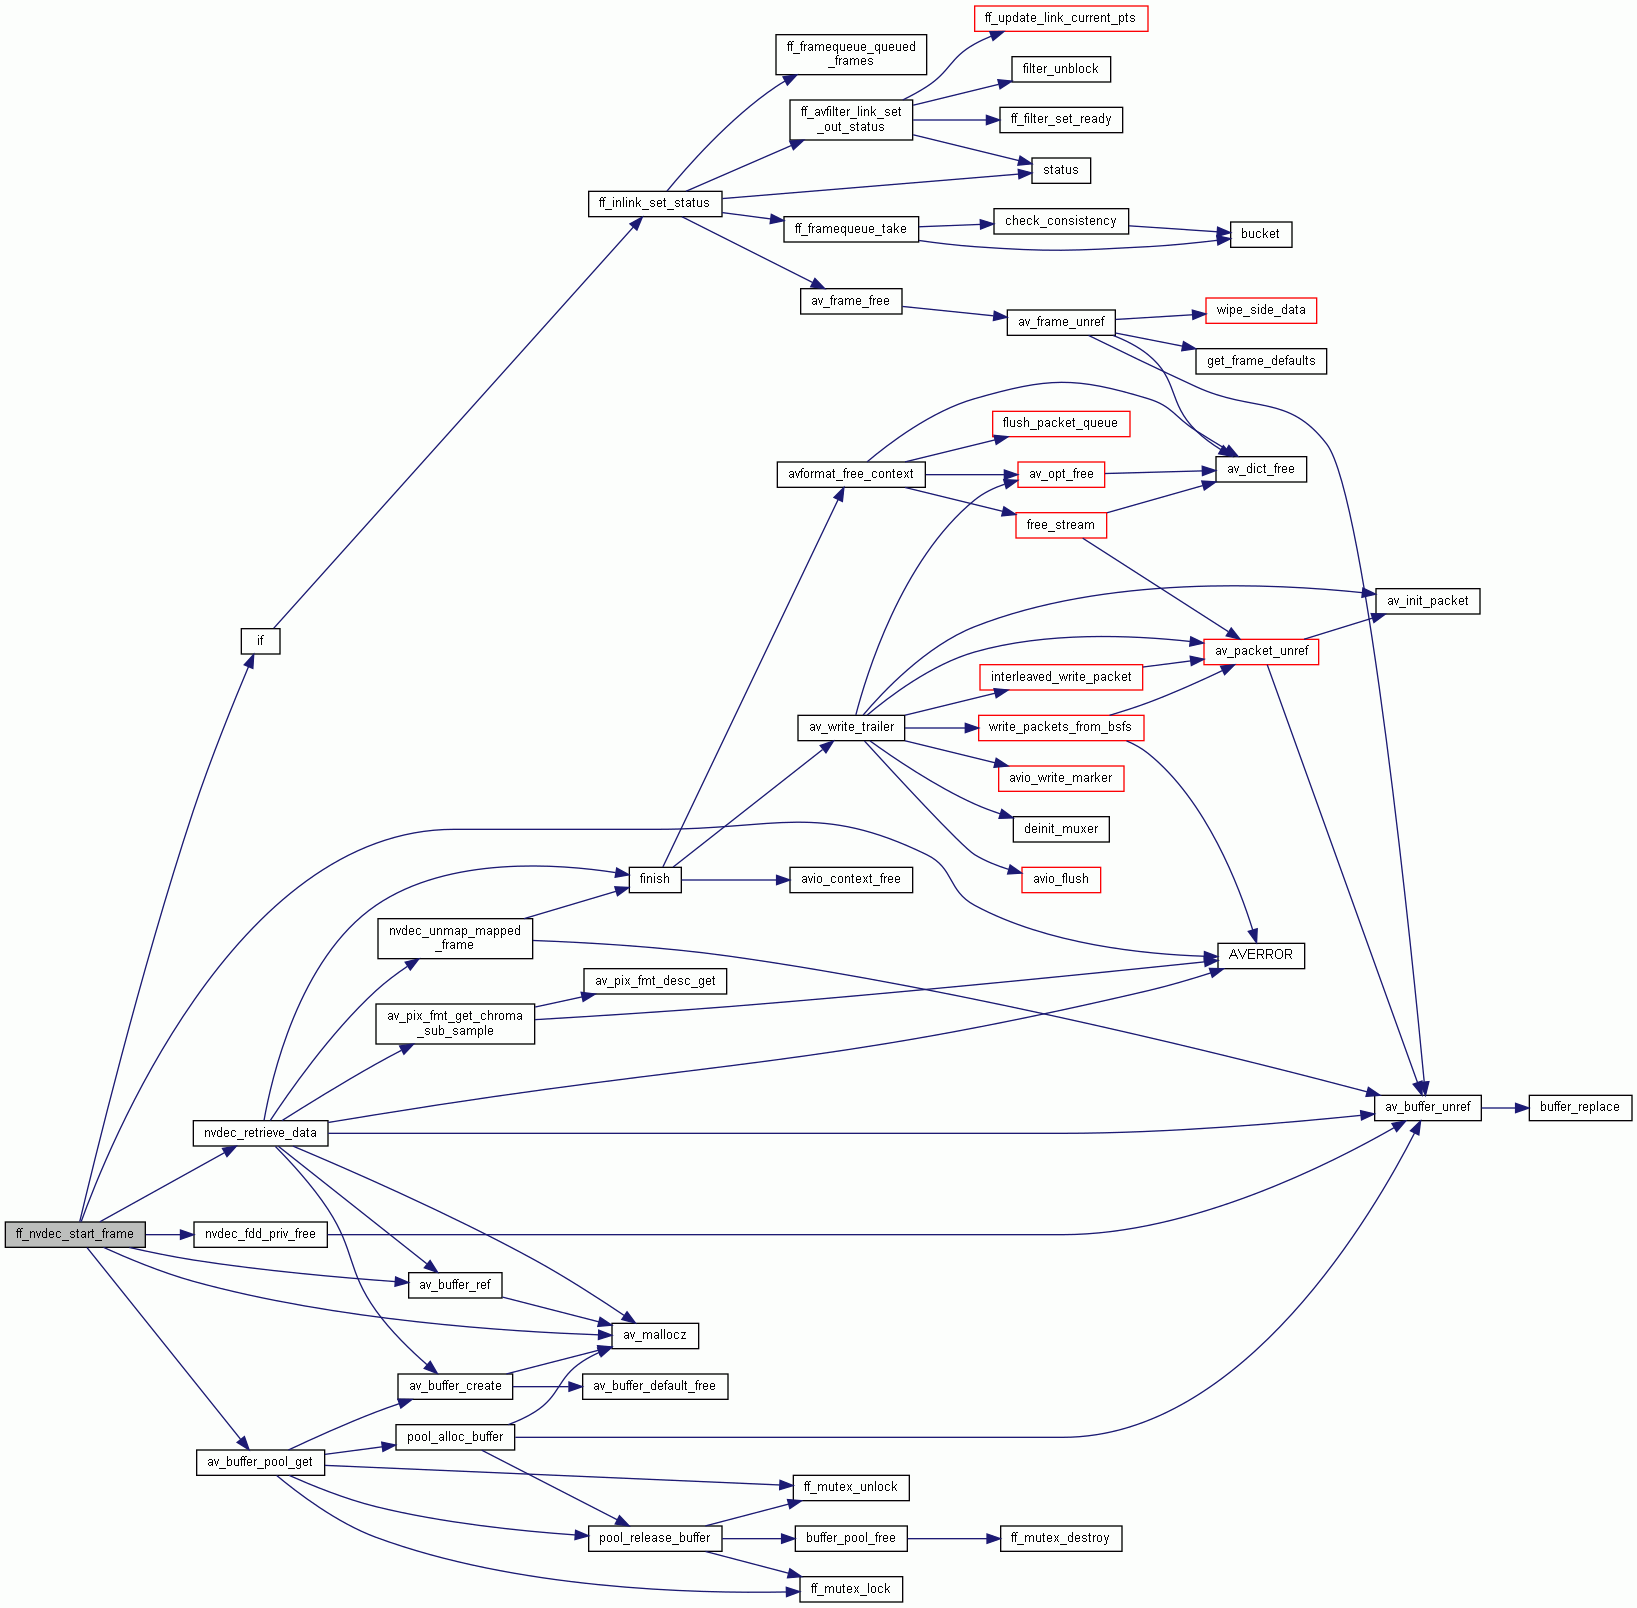 ff_update_link_current_pts
ff_framequeue_queued
_frames
filter_unblock
ff_avfilter_link_set
_out_status
ff_filter_set_ready
status
ff_inlink_set_status
check_consistency
ff_framequeue_take
bucket
av_frame_free
wipe_side_data
av_frame_unref
get_frame_defaults
flush_packet_queue
avformat_free_context
av_opt_free
av_dict_free
free_stream
av_init_packet
if
av_packet_unref
interleaved_write_packet
av_write_trailer
write_packets_from_bsfs
avio_write_marker
deinit_muxer
finish
avio_context_free
avio_flush
nvdec_unmap_mapped
_frame
AVERROR
av_pix_fmt_desc_get
av_pix_fmt_get_chroma
_sub_sample
av_buffer_unref
buffer_replace
nvdec_retrieve_data
ff_nvdec_start_frame
nvdec_fdd_priv_free
av_buffer_ref
av_mallocz
av_buffer_create
av_buffer_default_free
pool_alloc_buffer
av_buffer_pool_get
ff_mutex_unlock
pool_release_buffer
buffer_pool_free
ff_mutex_destroy
ff_mutex_lock